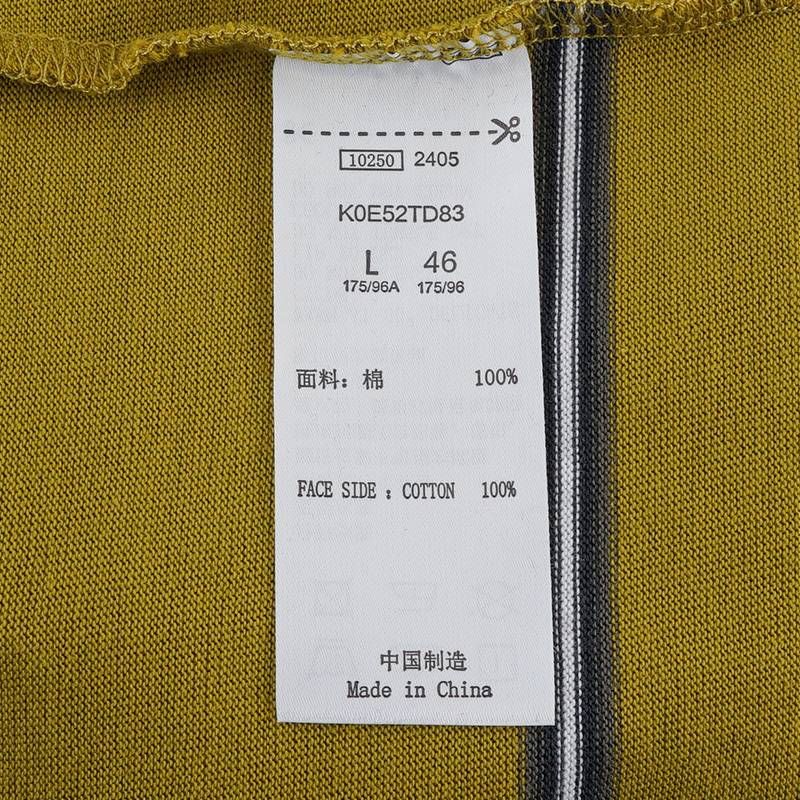 10250 2405
K0E52TD83
L 46
175/96A 175/96
面料：棉 100%
FACE SIDE : COTTON 100%
中国制造
Made in China